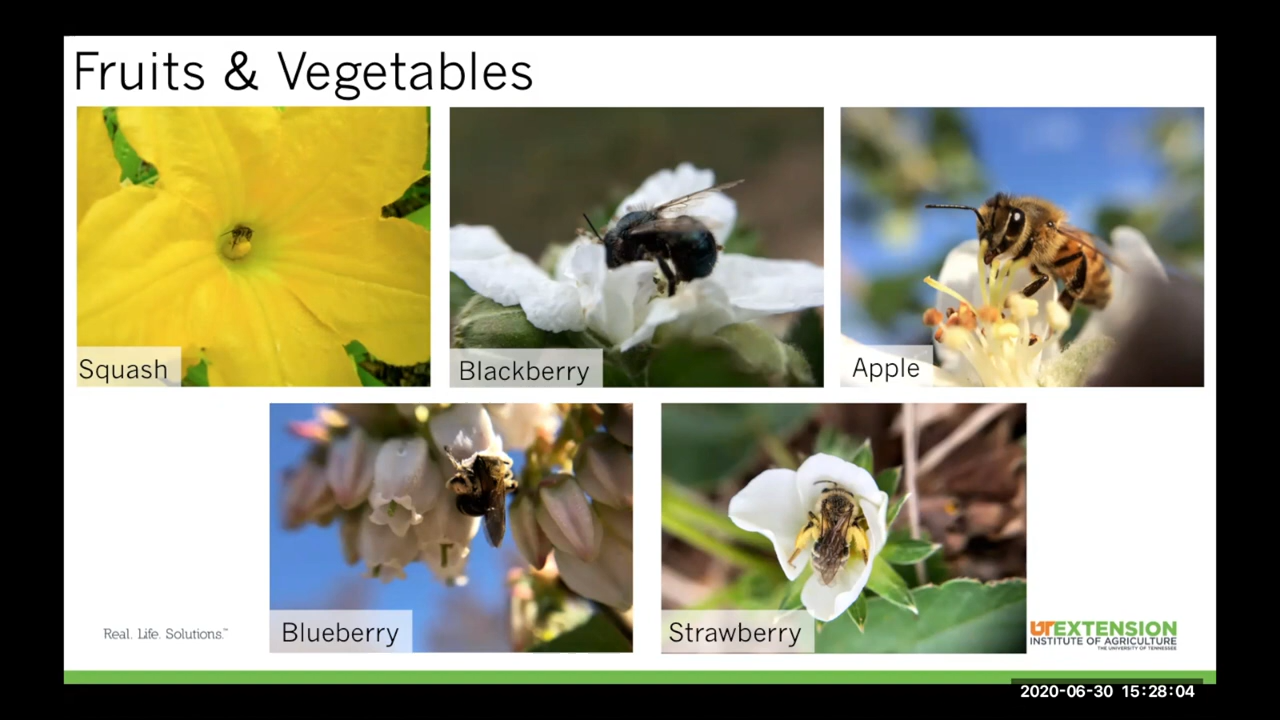 Fruits & Vegetables
Squash
Blackberry
Apple
Blueberry
Strawberry
Real. Life. Solutions.™
UTEXTENSION
INSTITUTE OF AGRICULTURE
THE UNIVERSITY OF TENNESSEE
2020-06-30 15:28:04